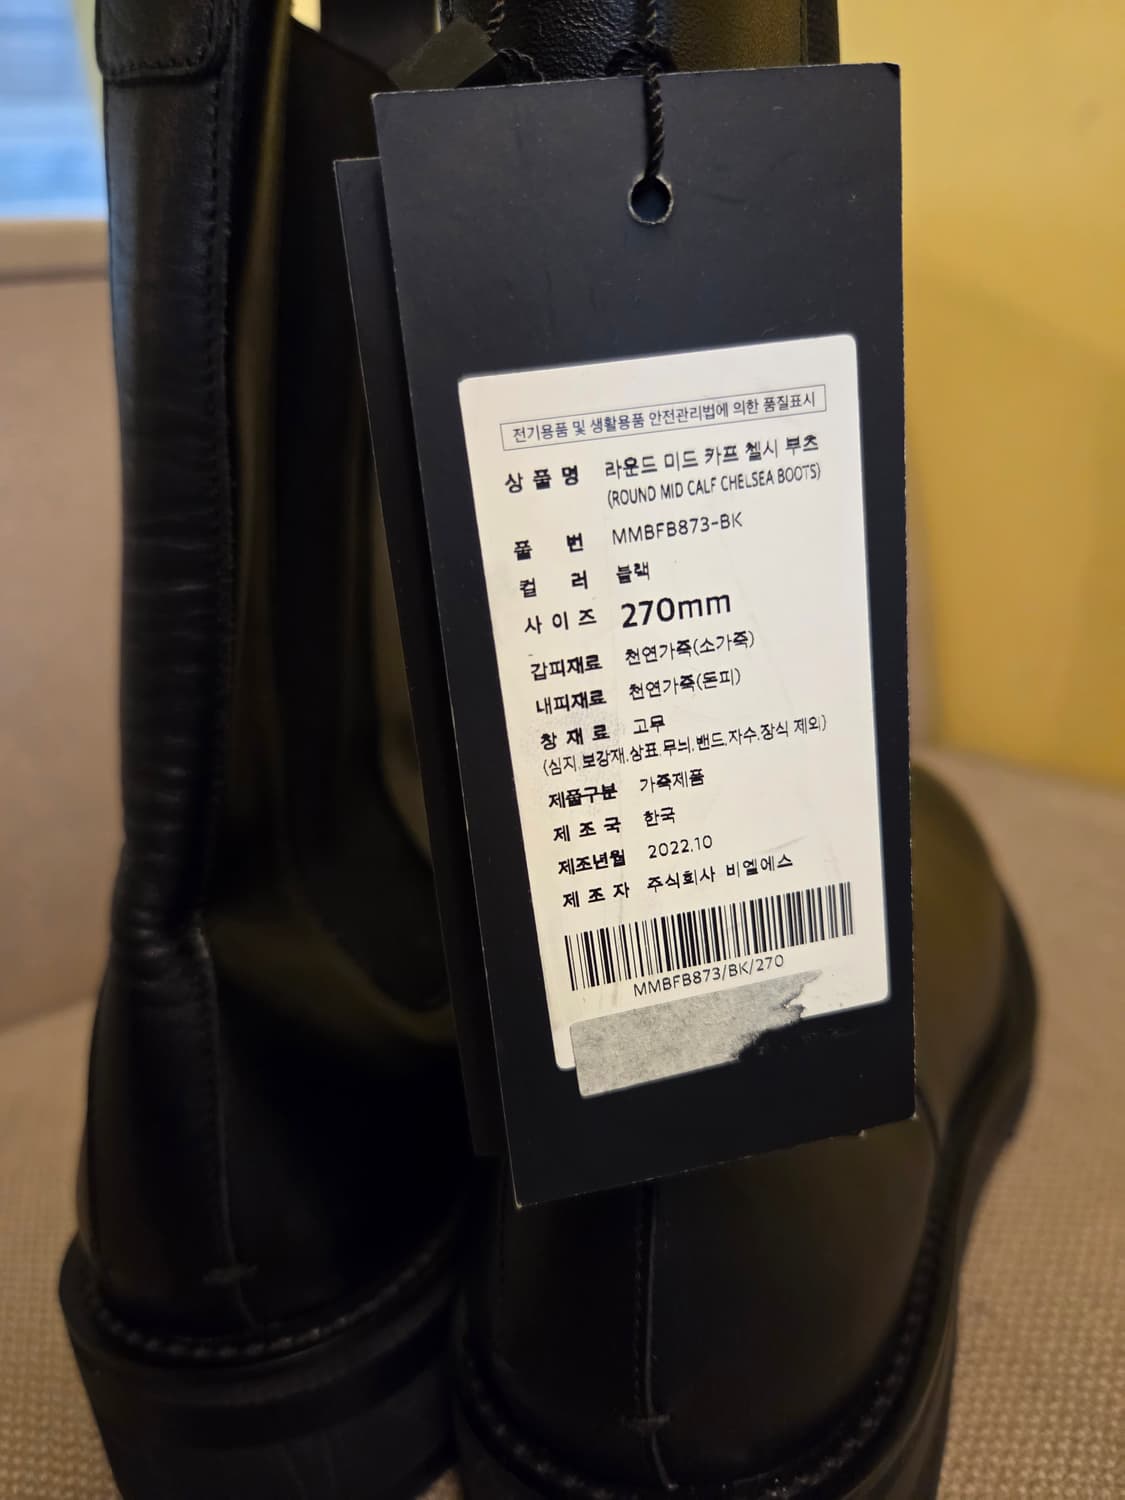 전기용품 및 생활용품 안전관리법에 의한 품질표시
상 품 명 라운드 미드 카프 첼시 부츠
(ROUND MID CALF CHELSEA BOOTS)
품 번 MMBFB873-BK
컬 러 블랙
사 이 즈 270mm
갑피재료 천연가죽(소가죽)
내피재료 천연가죽(돈피)
창 재 료 고무
(심지.보강재.상표.무늬.밴드.자수.장식 제외)
제품구분 가죽제품
제 조 국 한국
제조년월 2022.10
제 조 자 주식회사 비엘에스
MMBFB873/BK/270